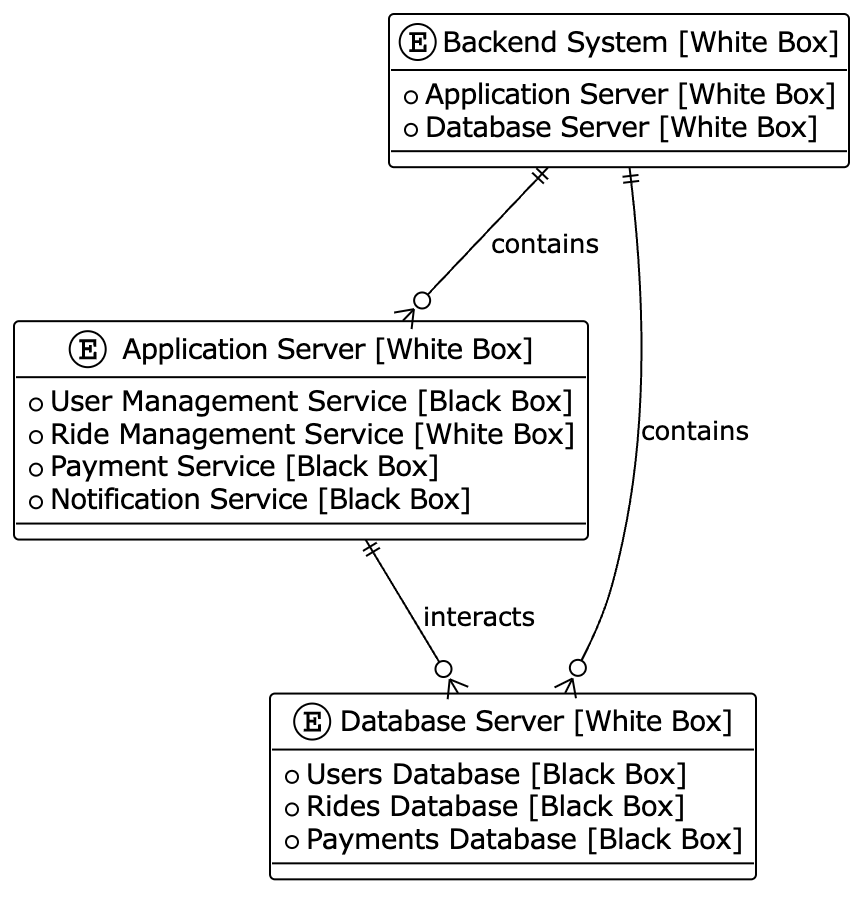 E Backend System [White Box]
Application Server [White Box]
Database Server [White Box]
contains
E Application Server [White Box]
User Management Service [Black Box]
Ride Management Service [White Box]
Payment Service [Black Box]
Notification Service [Black Box]
contains
interacts
E Database Server [White Box]
Users Database [Black Box]
Rides Database [Black Box]
Payments Database [Black Box]